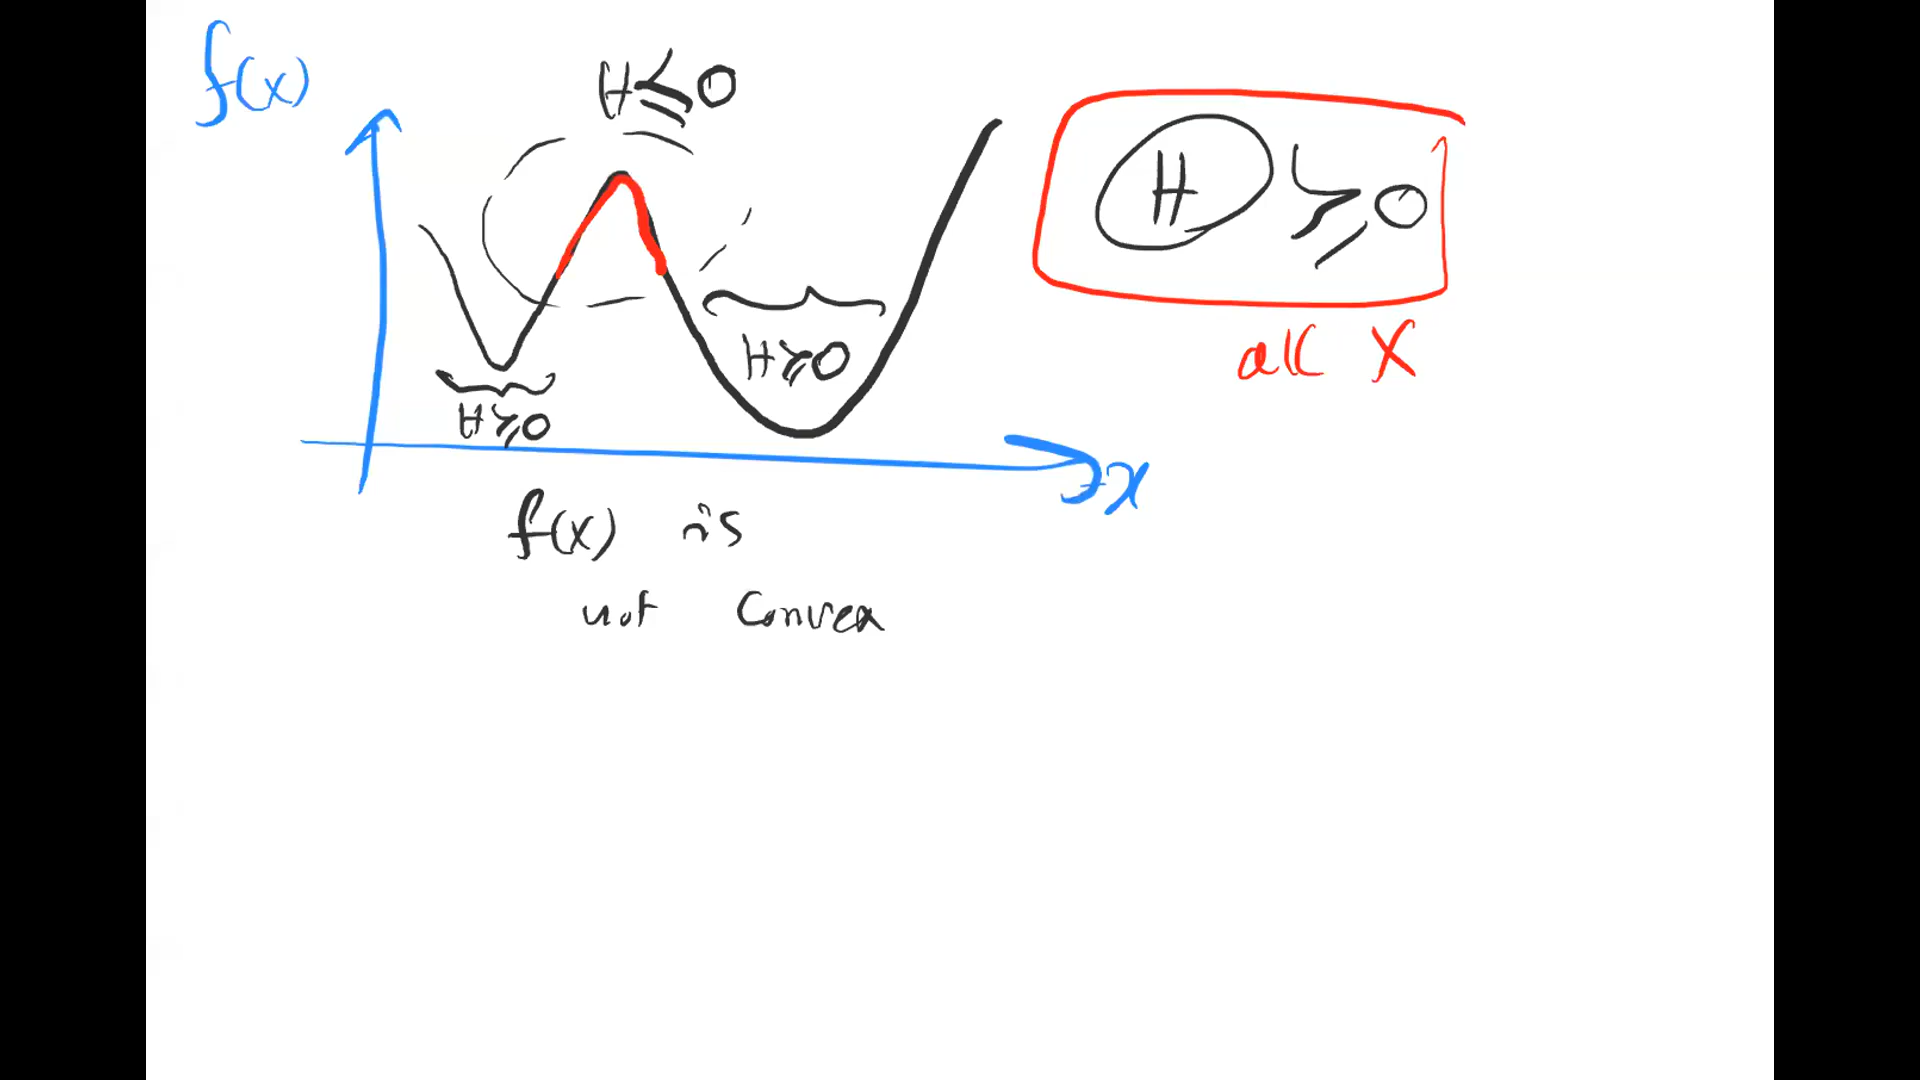 f(x)
H ⪯ 0
H ⪰ 0
all x
H ⪰ 0
H ⪰ 0
x
f(x) is
not convex